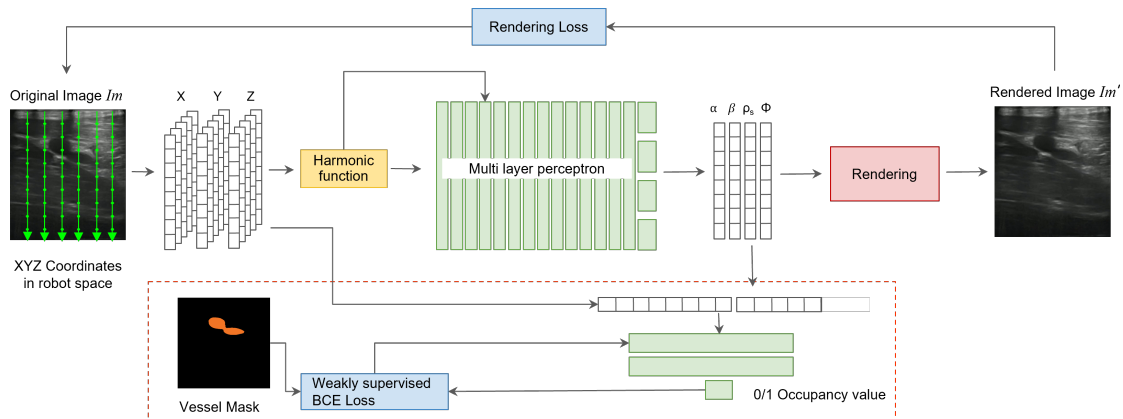 Rendering Loss
Original Image Im
X Y Z
α β ρs Φ
Rendered Image Im′
Harmonic
function
Multi layer perceptron
Rendering
XYZ Coordinates
in robot space
Weakly supervised
BCE Loss
0/1 Occupancy value
Vessel Mask